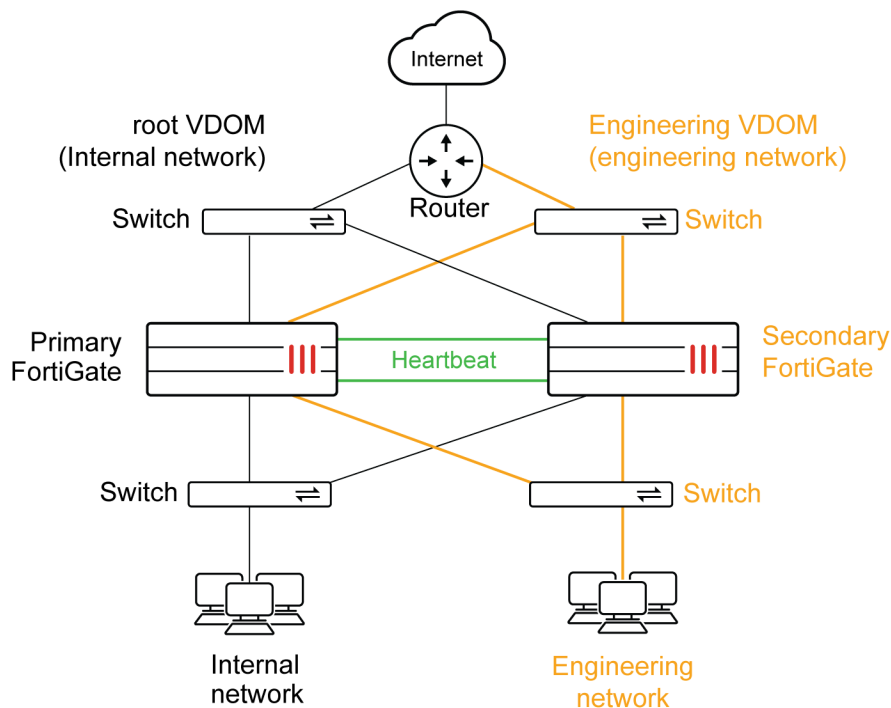 Internet
root VDOM
(Internal network)
Engineering VDOM
(engineering network)
Router
Switch
Switch
Primary
FortiGate
Heartbeat
Secondary
FortiGate
Switch
Switch
Internal
network
Engineering
network